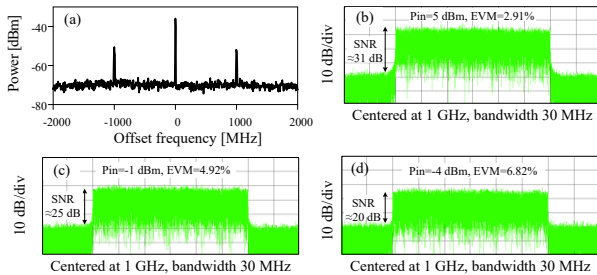 (a)
Power [dBm]
-40
-60
-80
-2000 -1000 0 1000 2000
Offset frequency [MHz]
(b)
Pin=5 dBm, EVM=2.91%
10 dB/div
SNR
≈31 dB
Centered at 1 GHz, bandwidth 30 MHz
(c)
Pin=-1 dBm, EVM=4.92%
10 dB/div
SNR
≈25 dB
Centered at 1 GHz, bandwidth 30 MHz
(d)
Pin=-4 dBm, EVM=6.82%
10 dB/div
SNR
≈20 dB
Centered at 1 GHz, bandwidth 30 MHz